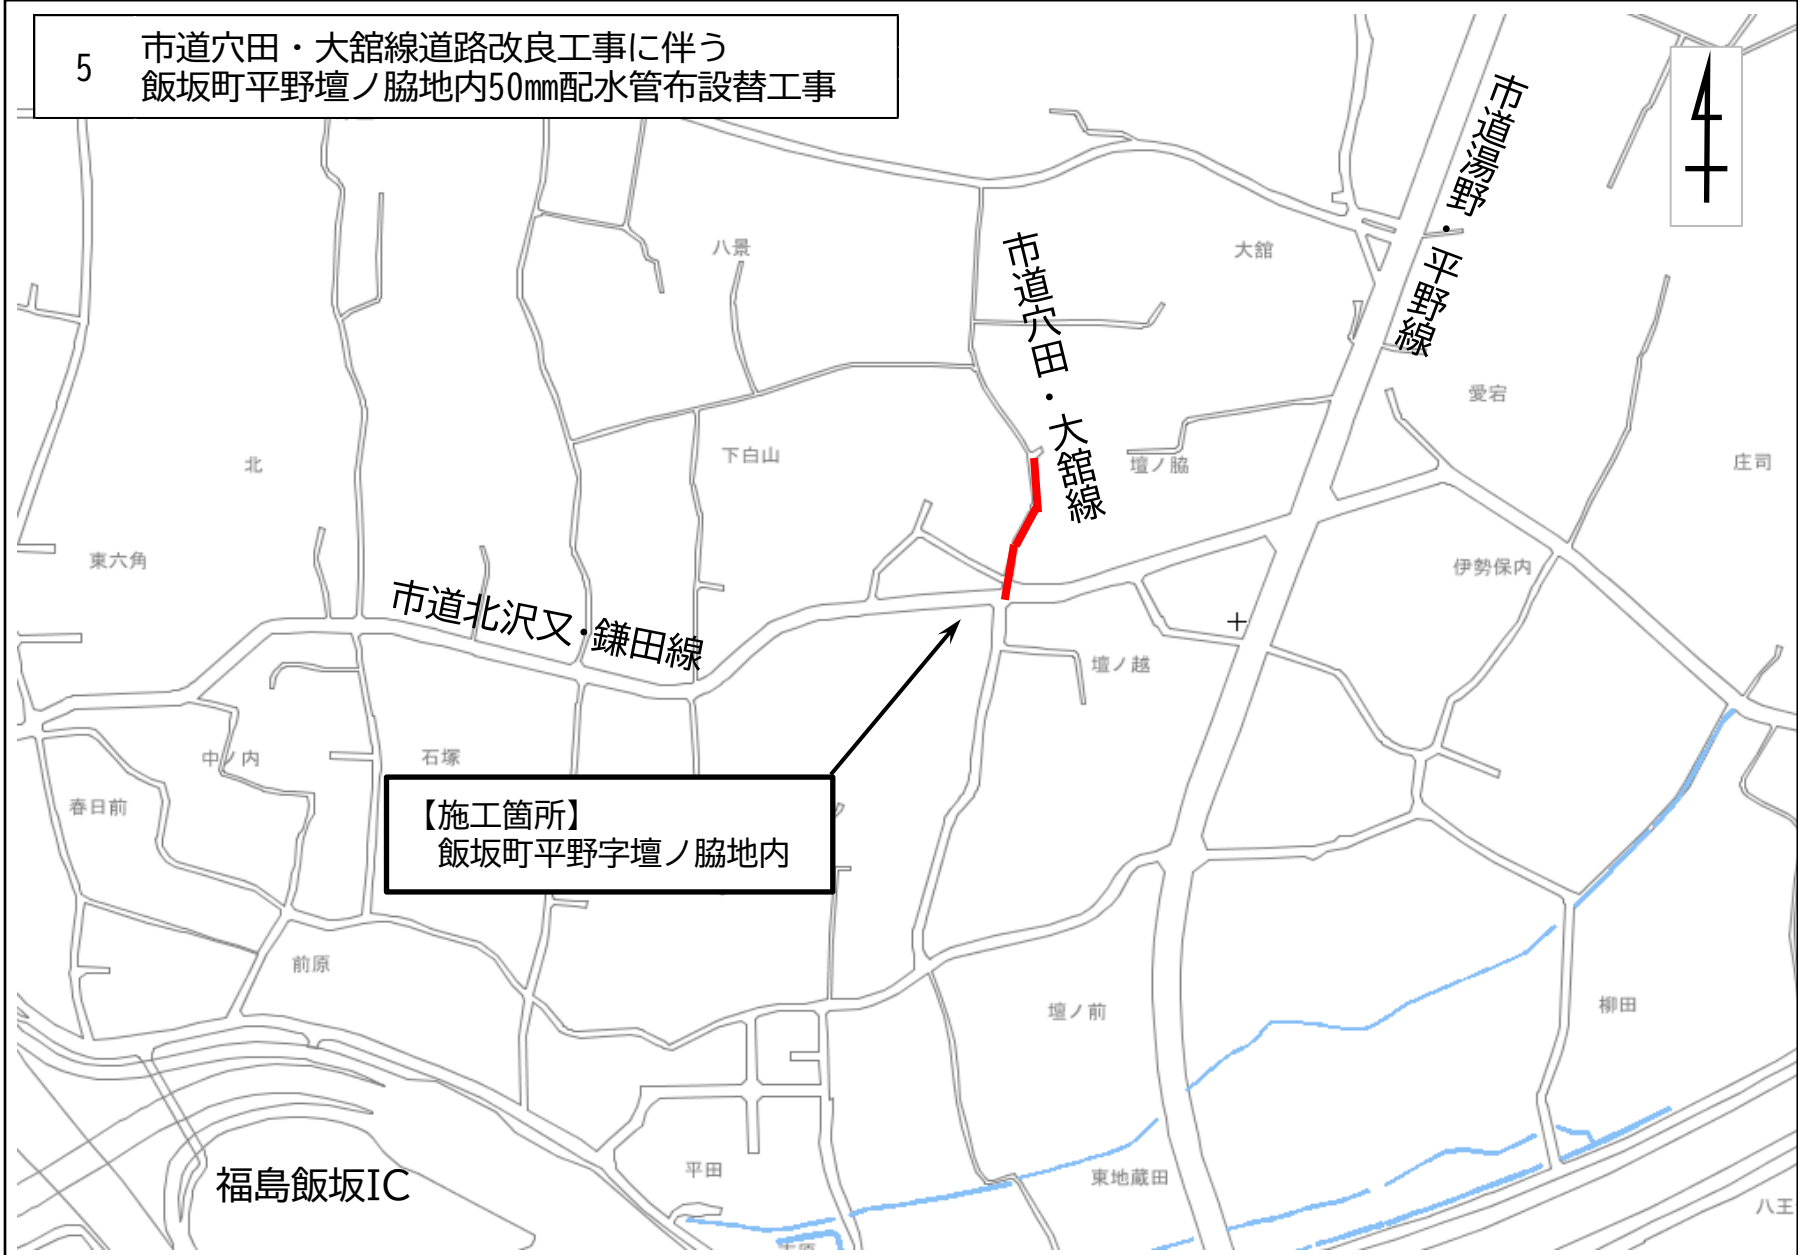 5
市道穴田・大舘線道路改良工事に伴う
飯坂町平野壇ノ脇地内50㎜配水管布設替工事
市道湯野・平野線
八景
大舘
市道穴田・大舘線
愛宕
北
下白山
壇ノ脇
庄司
東六角
伊勢保内
市道北沢又・鎌田線
壇ノ越
中ノ内
石塚
春日前
【施工箇所】
飯坂町平野字壇ノ脇地内
前原
壇ノ前
柳田
平田
東地蔵田
福島飯坂IC
八王